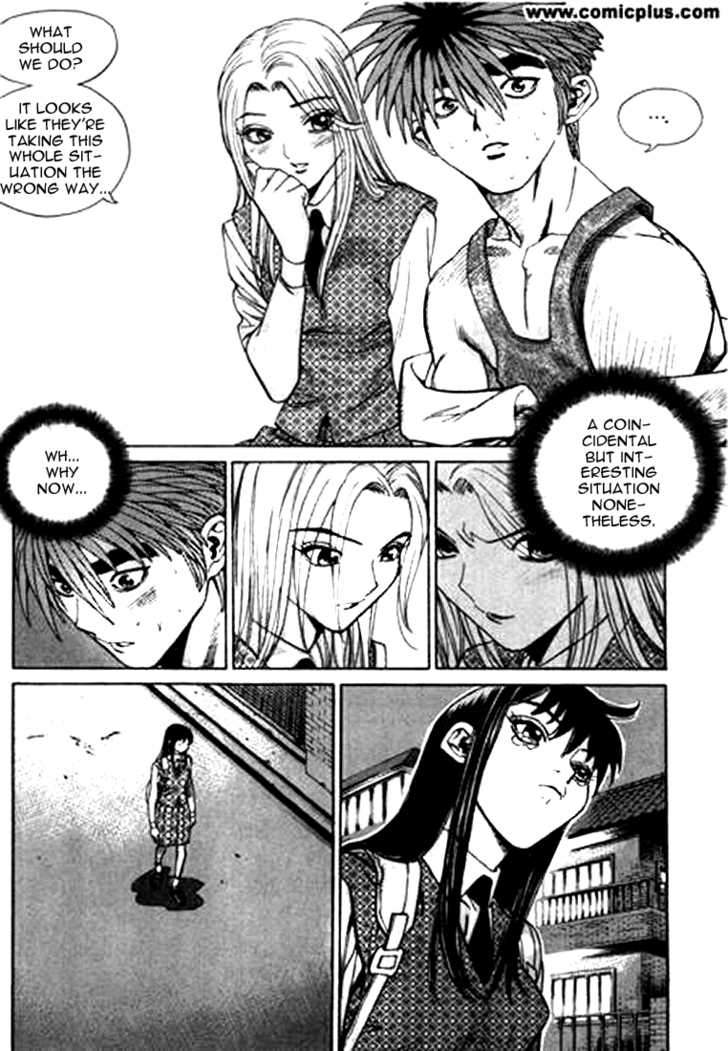 www.comicplus.com
WHAT
SHOULD
WE DO?
IT LOOKS
LIKE THEY'RE
TAKING THIS
WHOLE SIT-
UATION THE
WRONG WAY...
...
WH...
WHY
NOW...
A COIN-
CIDENTAL
BUT INT-
ERESTING
SITUATION
NONE-
THELESS.